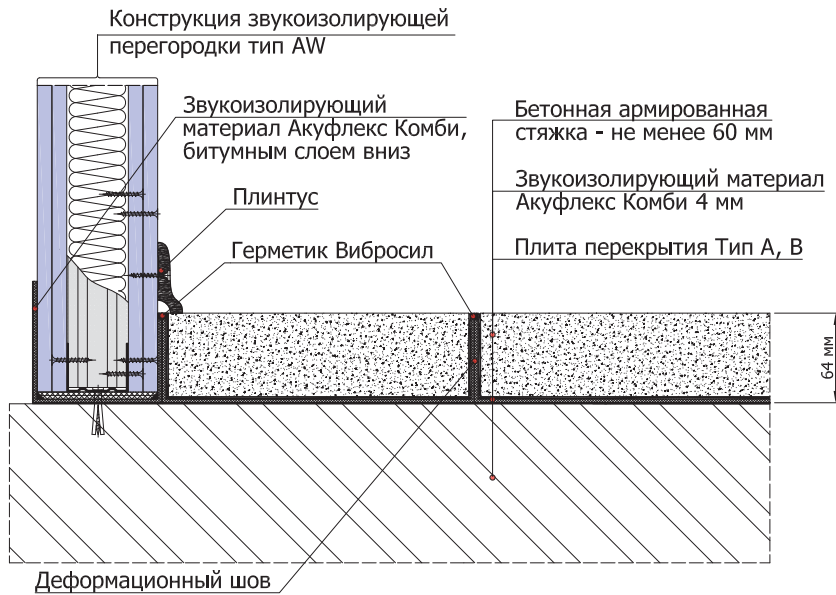 Конструкция звукоизолирующей
перегородки тип AW
Звукоизолирующий
материал Акуфлекс Комби,
битумным слоем вниз
Плинтус
Герметик Вибросил
Бетонная армированная
стяжка - не менее 60 мм
Звукоизолирующий материал
Акуфлекс Комби 4 мм
Плита перекрытия Тип А, В
64 мм
Деформационный шов